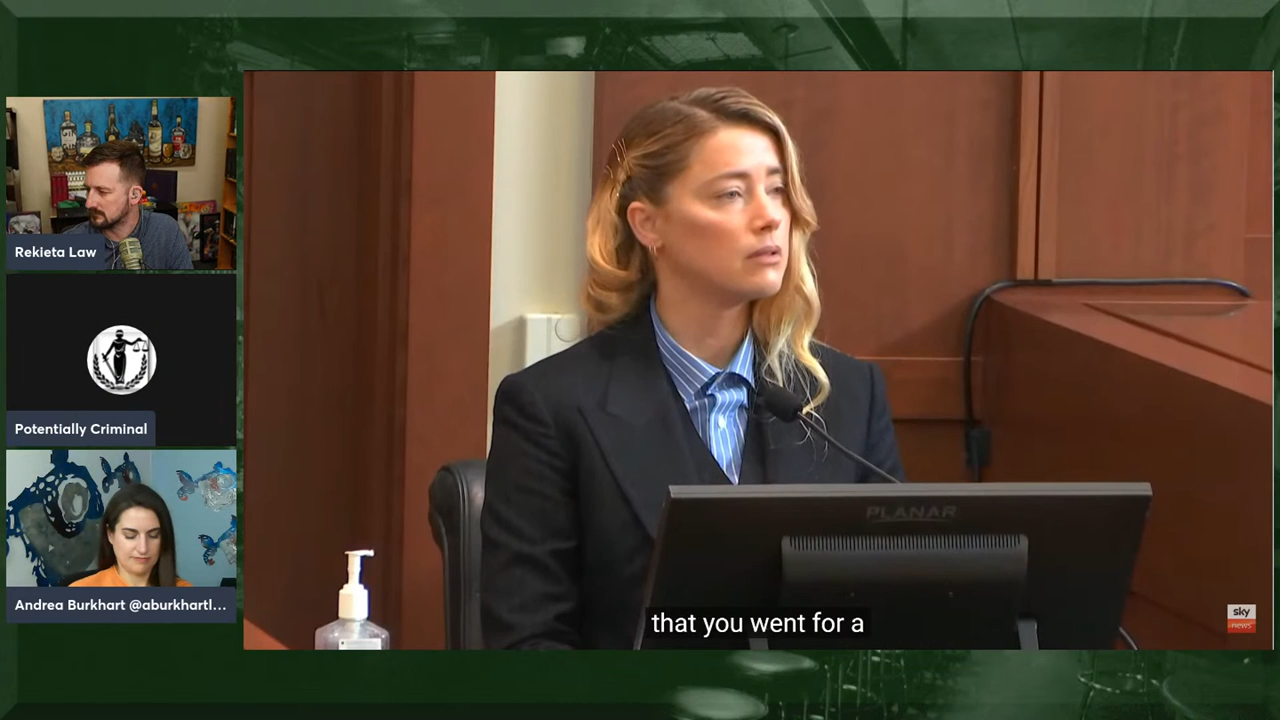 Rekieta Law
Potentially Criminal
Andrea Burkhart @aburkhartl...
PLANAR
that you went for a
sky
news